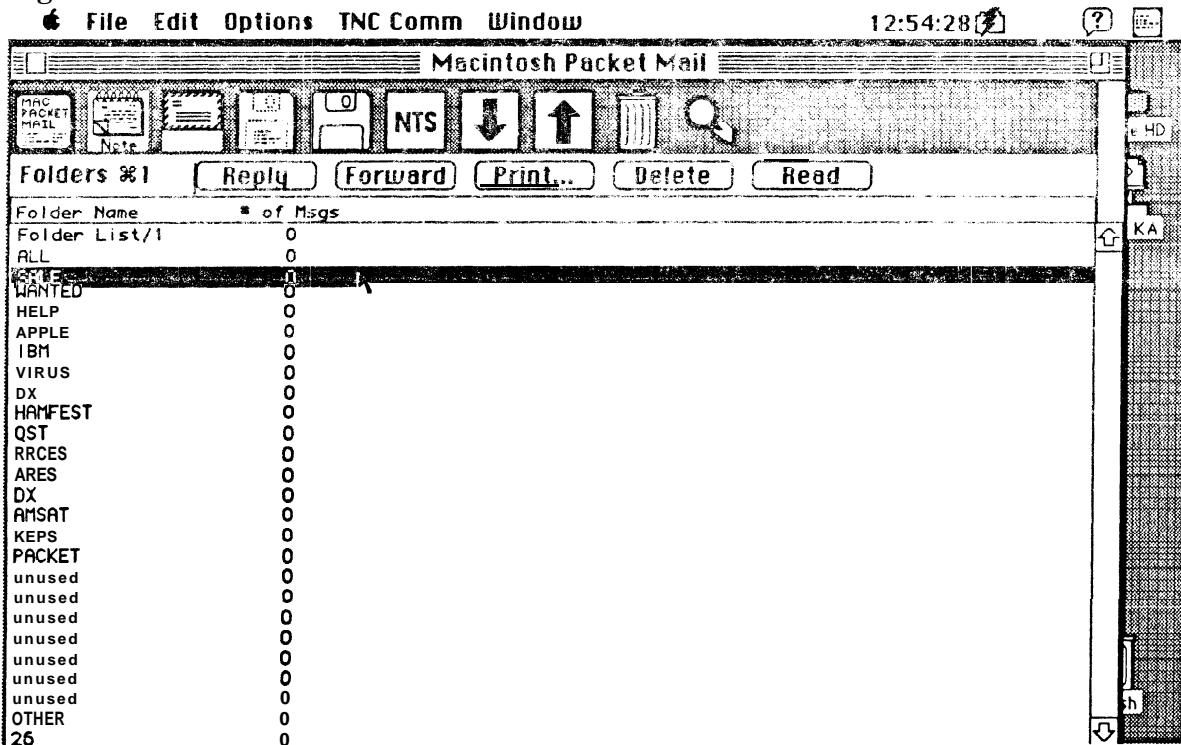 File Edit Options TNC Comm Window 12:54:28 ?
Macintosh Packet Mail
MAC PACKET MAIL Note NTS
e HD
Folders ⌘1 Reply Forward Print... Delete Read
Folder Name # of Msgs
KA
Folder List/1 0
ALL 0
SALE 0
WANTED 0
HELP 0
APPLE 0
IBM 0
VIRUS 0
DX 0
HAMFEST 0
QST 0
RRCES 0
ARES 0
DX 0
AMSAT 0
KEPS 0
PACKET 0
unused 0
unused 0
unused 0
unused 0
unused 0
unused 0
unused 0
sh
OTHER 0
26 0